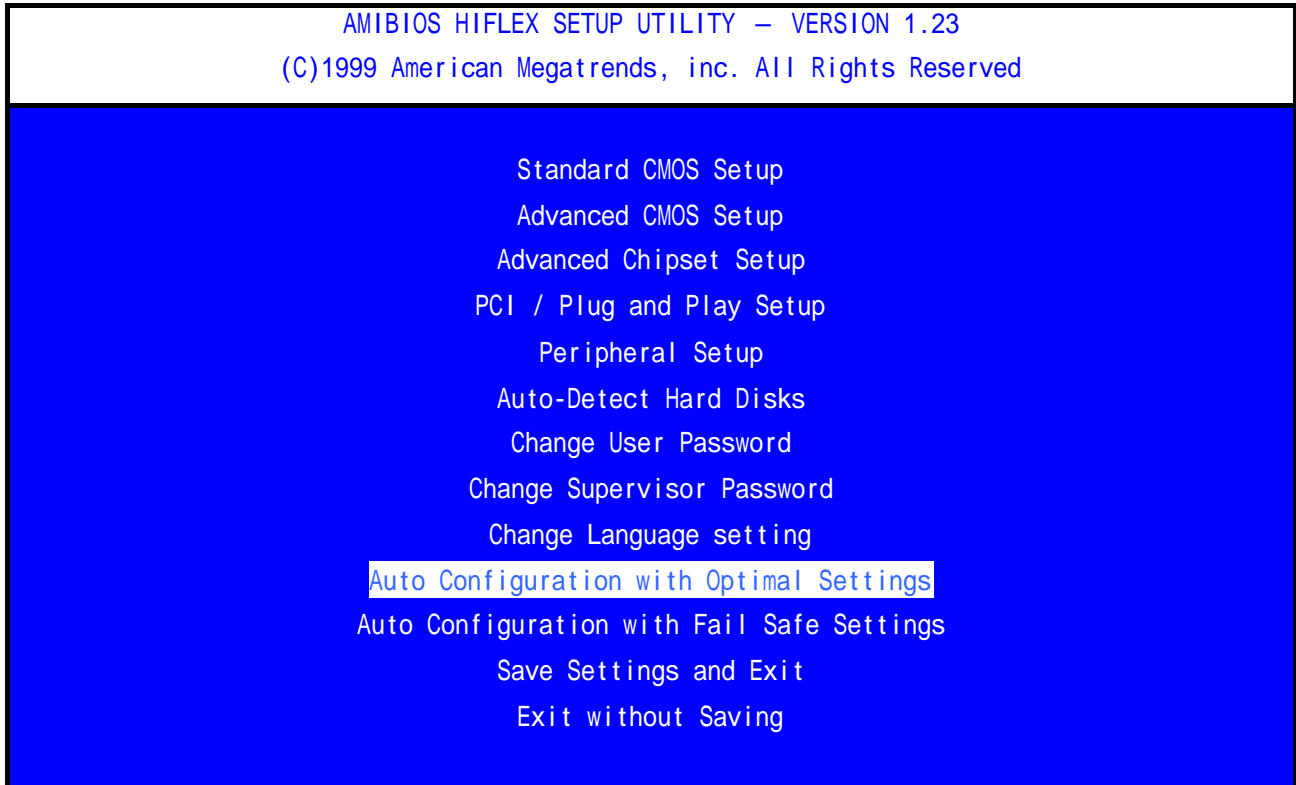 AMIBIOS HIFLEX SETUP UTILITY – VERSION 1.23
(C)1999 American Megatrends, inc. All Rights Reserved
Standard CMOS Setup
Advanced CMOS Setup
Advanced Chipset Setup
PCI / Plug and Play Setup
Peripheral Setup
Auto-Detect Hard Disks
Change User Password
Change Supervisor Password
Change Language setting
Auto Configuration with Optimal Settings
Auto Configuration with Fail Safe Settings
Save Settings and Exit
Exit without Saving